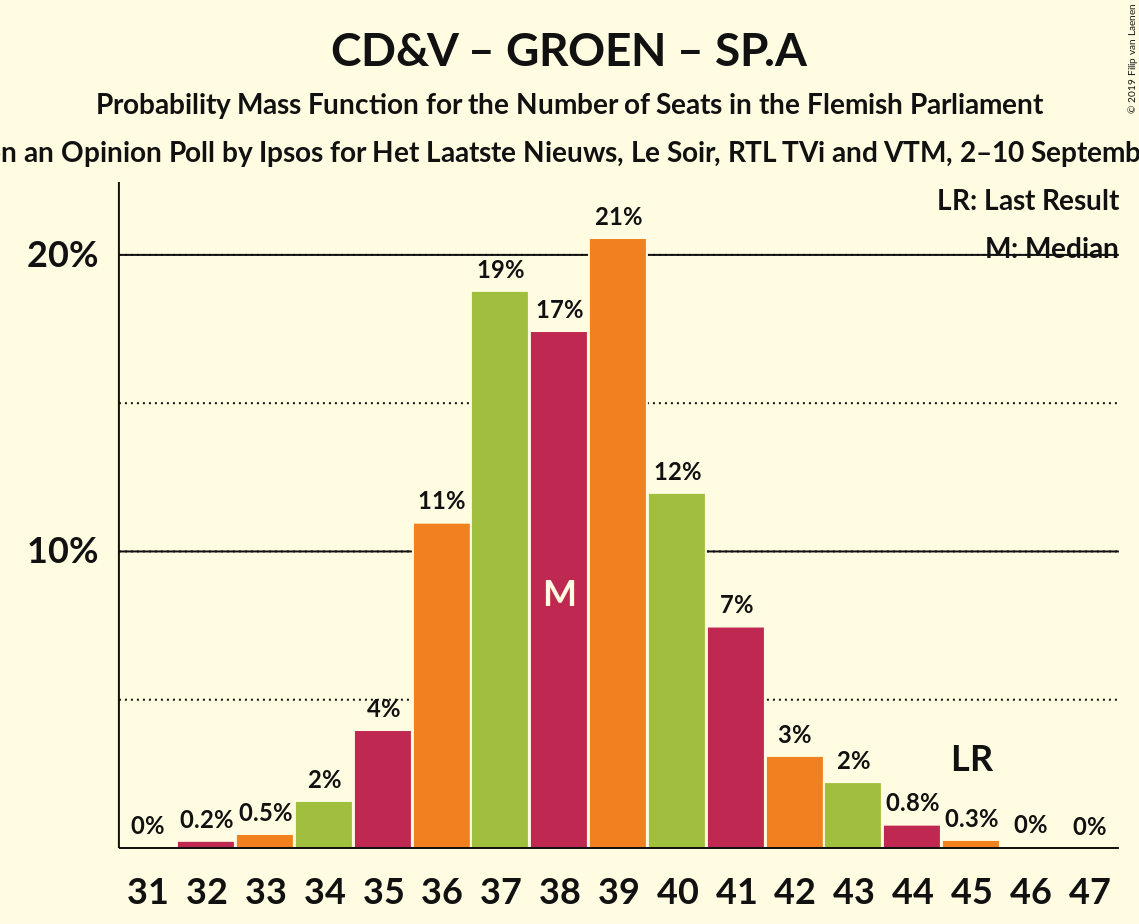 CD&V – GROEN – SP.A
Probability Mass Function for the Number of Seats in the Flemish Parliament
an Opinion Poll by Ipsos for Het Laatste Nieuws, Le Soir, RTL TVi and VTM, 2–10
© 2019 Filip van Laenen
LR: Last Result
M: Median
20%
10%
0%
0.2%
0.5%
2%
4%
11%
19%
17%
21%
12%
7%
3%
2%
0.8%
0.3%
0%
0%
M
LR
31 32 33 34 35 36 37 38 39 40 41 42 43 44 45 46 47